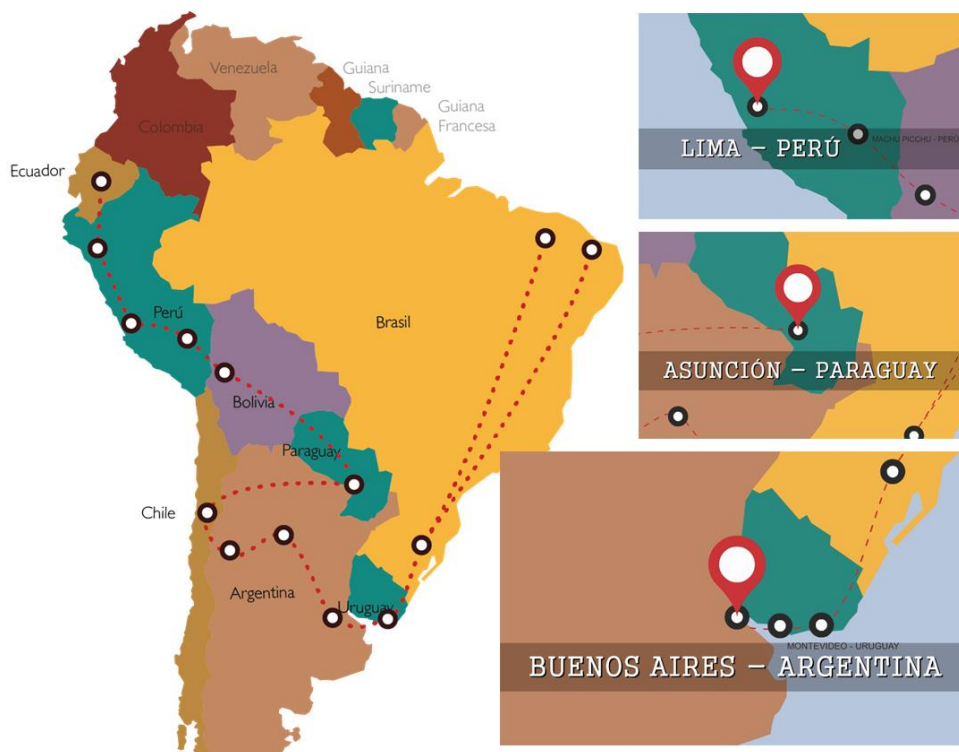 Venezuela
Guiana
Suriname
Guiana
Francesa
Colombia
Ecuador
Perú
Brasil
Bolivia
Paraguay
Chile
Argentina
Uruguay
MACHU PICCHU - PERÚ
LIMA – PERÚ
ASUNCIÓN – PARAGUAY
MONTEVIDEO - URUGUAY
BUENOS AIRES – ARGENTINA